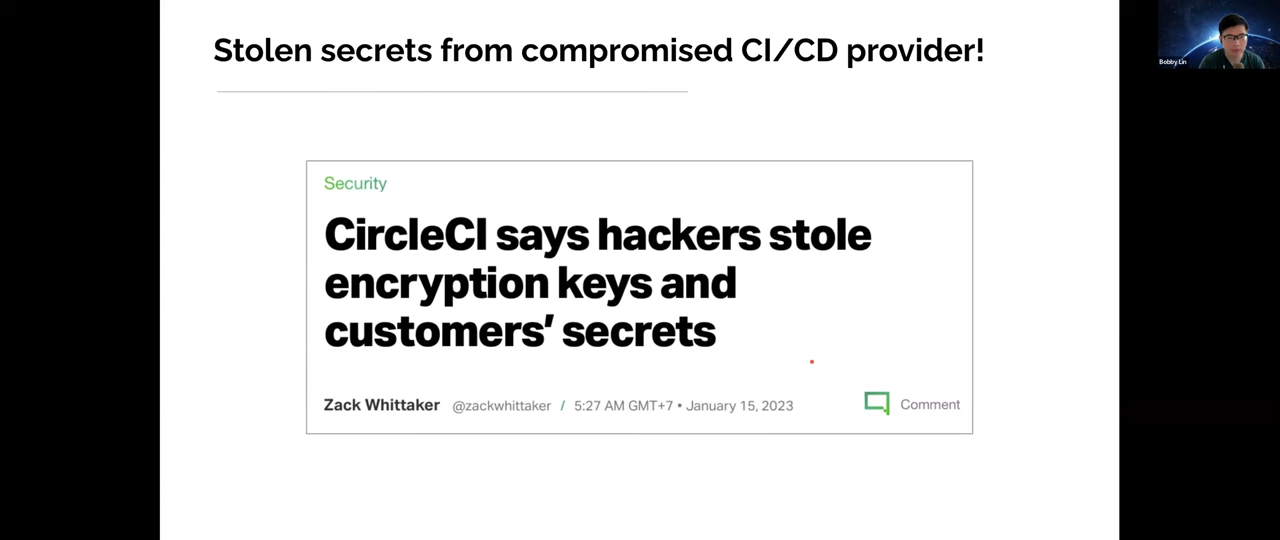 Stolen secrets from compromised CI/CD provider!
Bobby Lin
Security
CircleCI says hackers stole
encryption keys and
customers’ secrets
Zack Whittaker @zackwhittaker / 5:27 AM GMT+7 • January 15, 2023 Comment